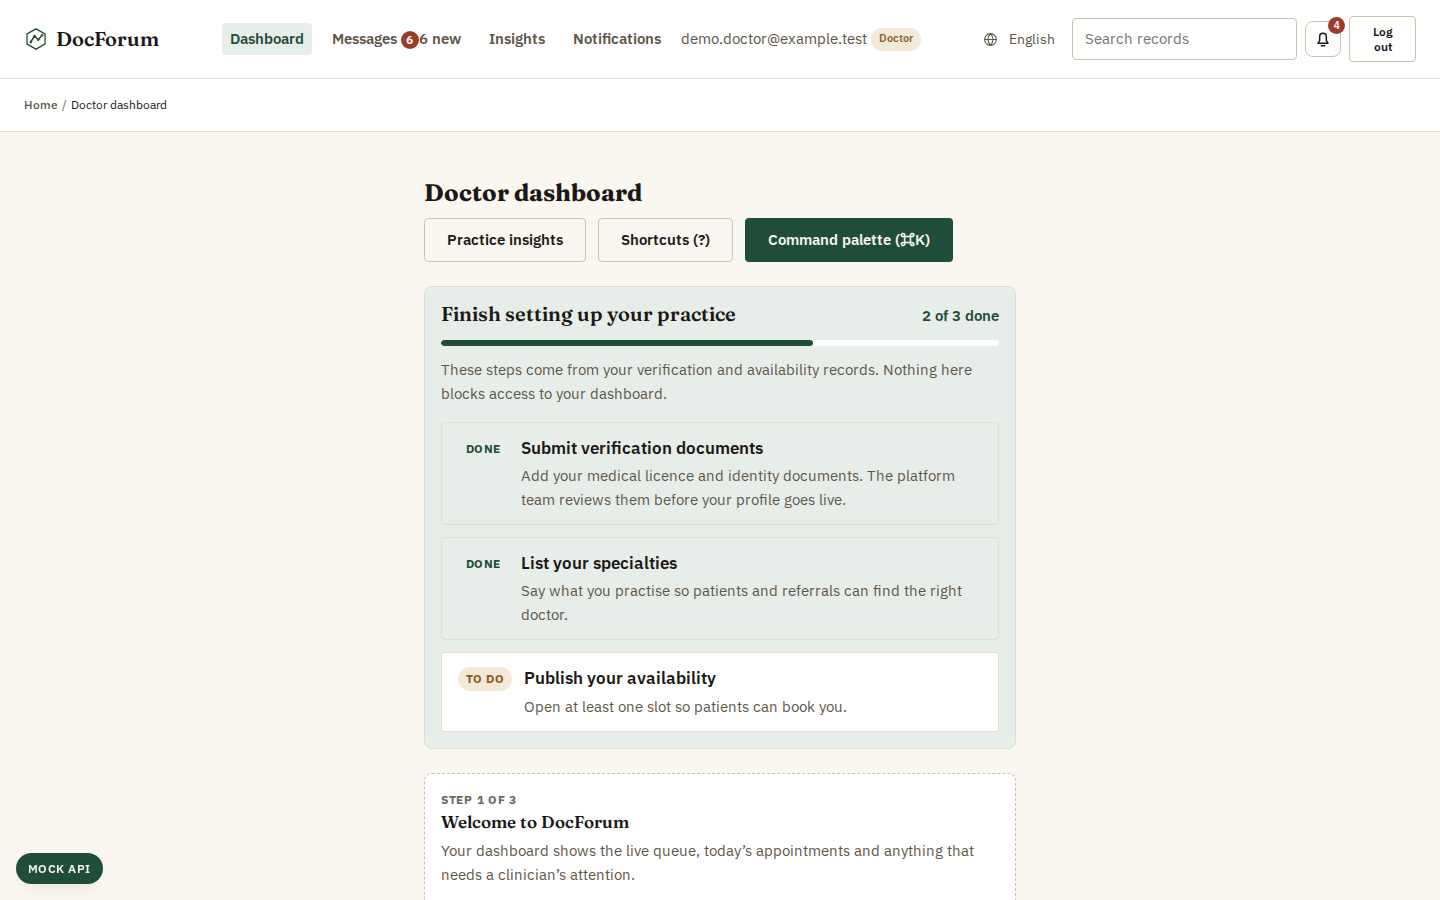 DocForum
Dashboard
Messages 6 6 new
Insights
Notifications
demo.doctor@example.test Doctor
English
Search records
4
Log out
Home / Doctor dashboard
Doctor dashboard
Practice insights
Shortcuts (?)
Command palette (⌘K)
Finish setting up your practice
2 of 3 done
These steps come from your verification and availability records. Nothing here
blocks access to your dashboard.
DONE
Submit verification documents
Add your medical licence and identity documents. The platform
team reviews them before your profile goes live.
DONE
List your specialties
Say what you practise so patients and referrals can find the right
doctor.
TO DO
Publish your availability
Open at least one slot so patients can book you.
STEP 1 OF 3
Welcome to DocForum
Your dashboard shows the live queue, today’s appointments and anything that
needs a clinician’s attention.
MOCK API